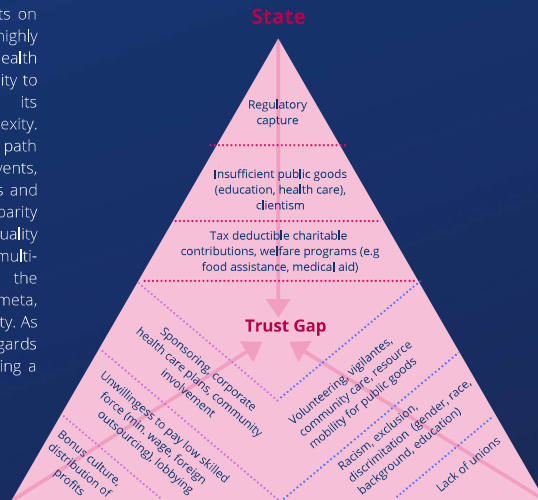 ts on
highly
ealth
ity to
its
exity.
path
vents,
s and
parity
uality
multi-
the
meta,
ty. As
gards
ing a
State
Regulatory
capture
Insufficient public goods
(education, health care),
clientism
Tax deductible charitable
contributions, welfare programs (e.g
food assistance, medical aid)
Trust Gap
Sponsoring, corporate
health care plans, community
involvement
Unwillingness to pay low skilled
force (min, wage, foreign
outsourcing), lobbying
Bonus culture,
distribution of
profits
Volunteering, vigilantes,
community care, resource
mobility for public goods
Racism, exclusion,
discrimitation (gender, race,
background, education)
Lack of unions